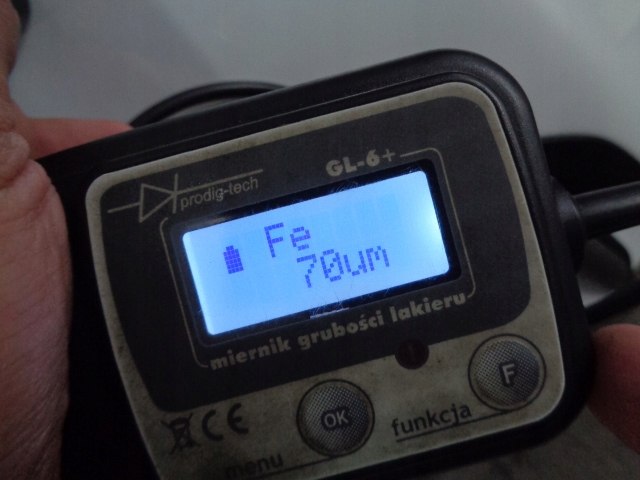 prodig-tech
GL-6+
Fe
70um
miernik grubości lakieru
!
CE
OK
F
menu
funkcja